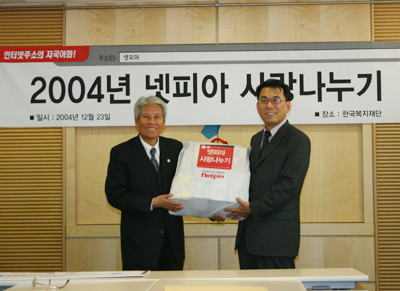 인터넷주소의 자국어화!
주소(D) 넷피아
2004년 넷피아 사랑나누기
■ 일시 : 2004년 12월 23일
■ 장소 : 한국복지재단
넷피아
사랑나누기
netpia